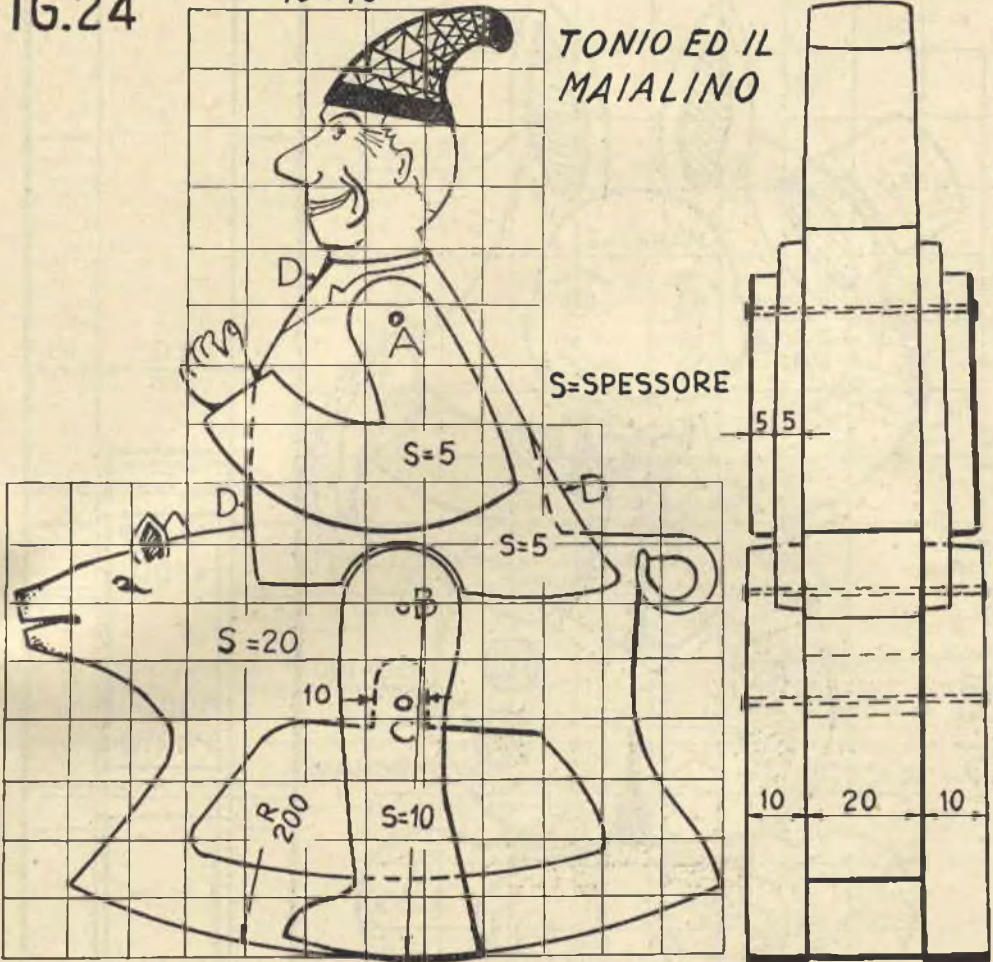 IG.24
TONIO ED IL
MAIALINO
D
A
S=SPESSORE
5 5
S=5
D
D
S=5
B
S=20
10
C
R
200
S=10
10 20 10